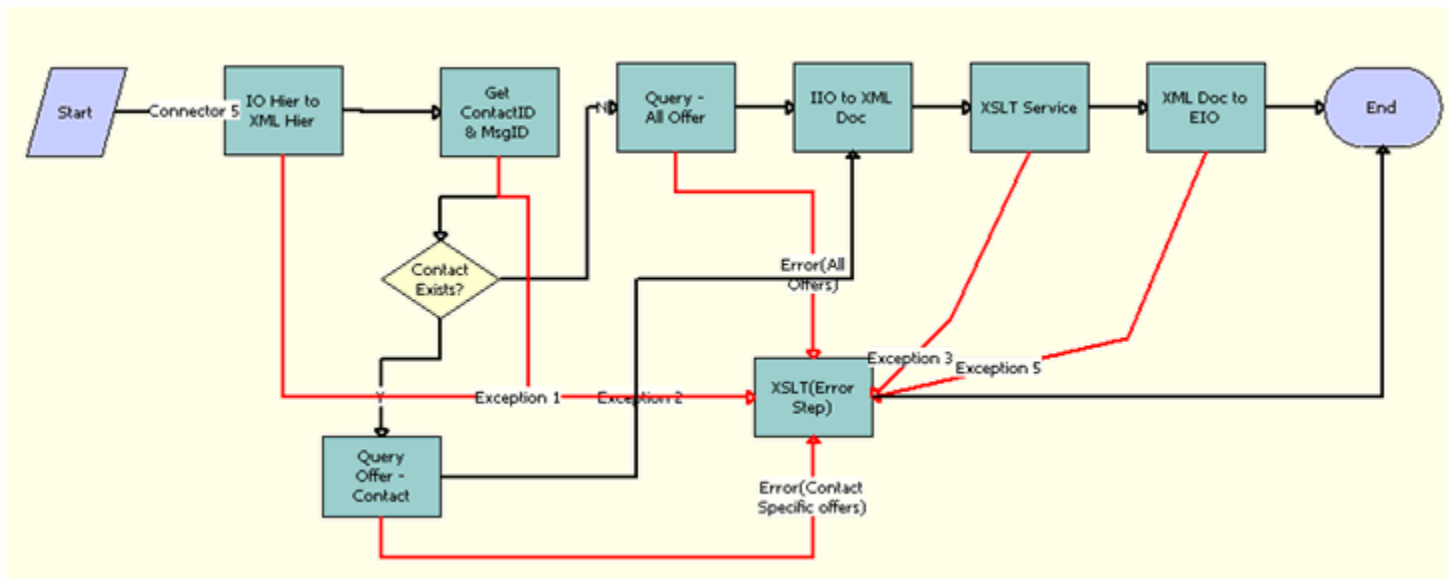 Start
Connector 5
IO Hier to
XML Hier
Get
ContactID
& MsgID
N
Query -
All Offer
IIO to XML
Doc
XSLT Service
XML Doc to
EIO
End
Contact
Exists?
Error(All
Offers)
Exception 3
Exception 5
Y
Exception 1
Exception 2
XSLT(Error
Step)
Query
Offer -
Contact
Error(Contact
Specific offers)